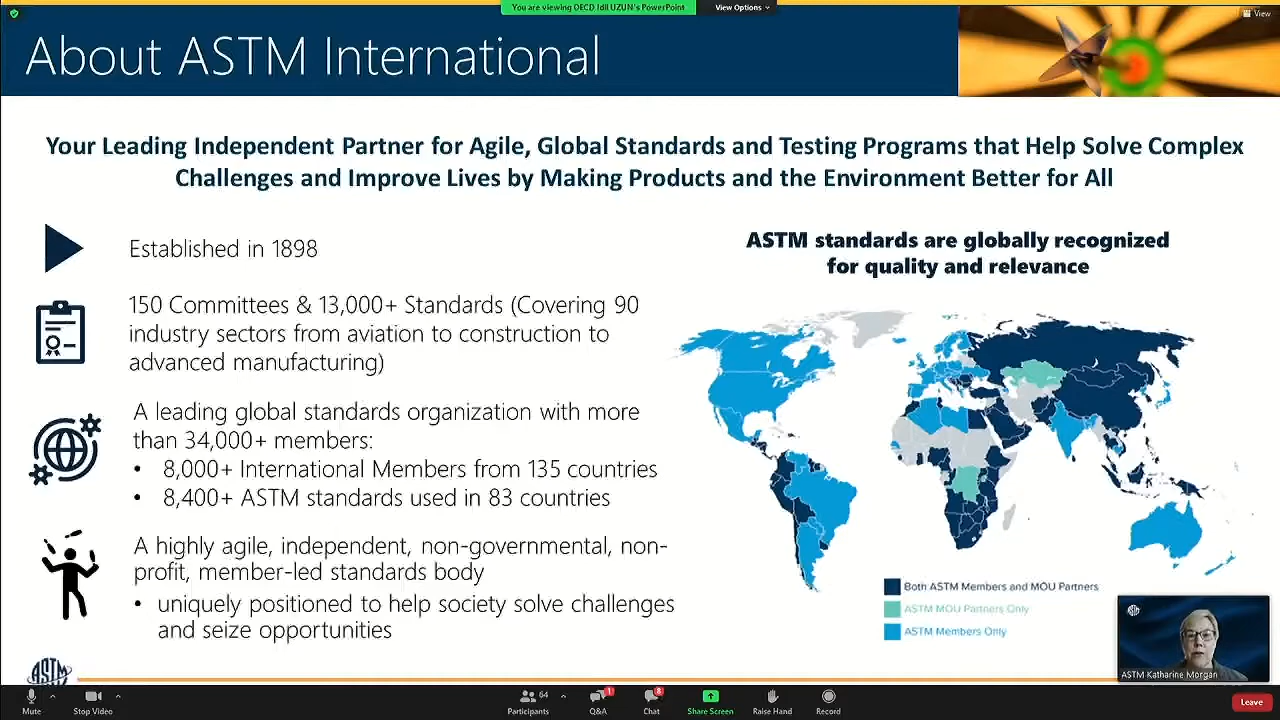 You are viewing OECD Idil UZUN's PowerPoint
View Options
View
About ASTM International
Your Leading Independent Partner for Agile, Global Standards and Testing Programs that Help Solve Complex
Challenges and Improve Lives by Making Products and the Environment Better for All
Established in 1898
150 Committees & 13,000+ Standards (Covering 90
industry sectors from aviation to construction to
advanced manufacturing)
A leading global standards organization with more
than 34,000+ members:
• 8,000+ International Members from 135 countries
• 8,400+ ASTM standards used in 83 countries
A highly agile, independent, non-governmental, non-
profit, member-led standards body
• uniquely positioned to help society solve challenges
and seize opportunities
ASTM standards are globally recognized
for quality and relevance
Both ASTM Members and MOU Partners
ASTM MOU Partners Only
ASTM Members Only
ASTM Katharine Morgan
ASTM
Mute
Stop Video
64
Participants
1
Q&A
8
Chat
Share Screen
Raise Hand
Record
Leave